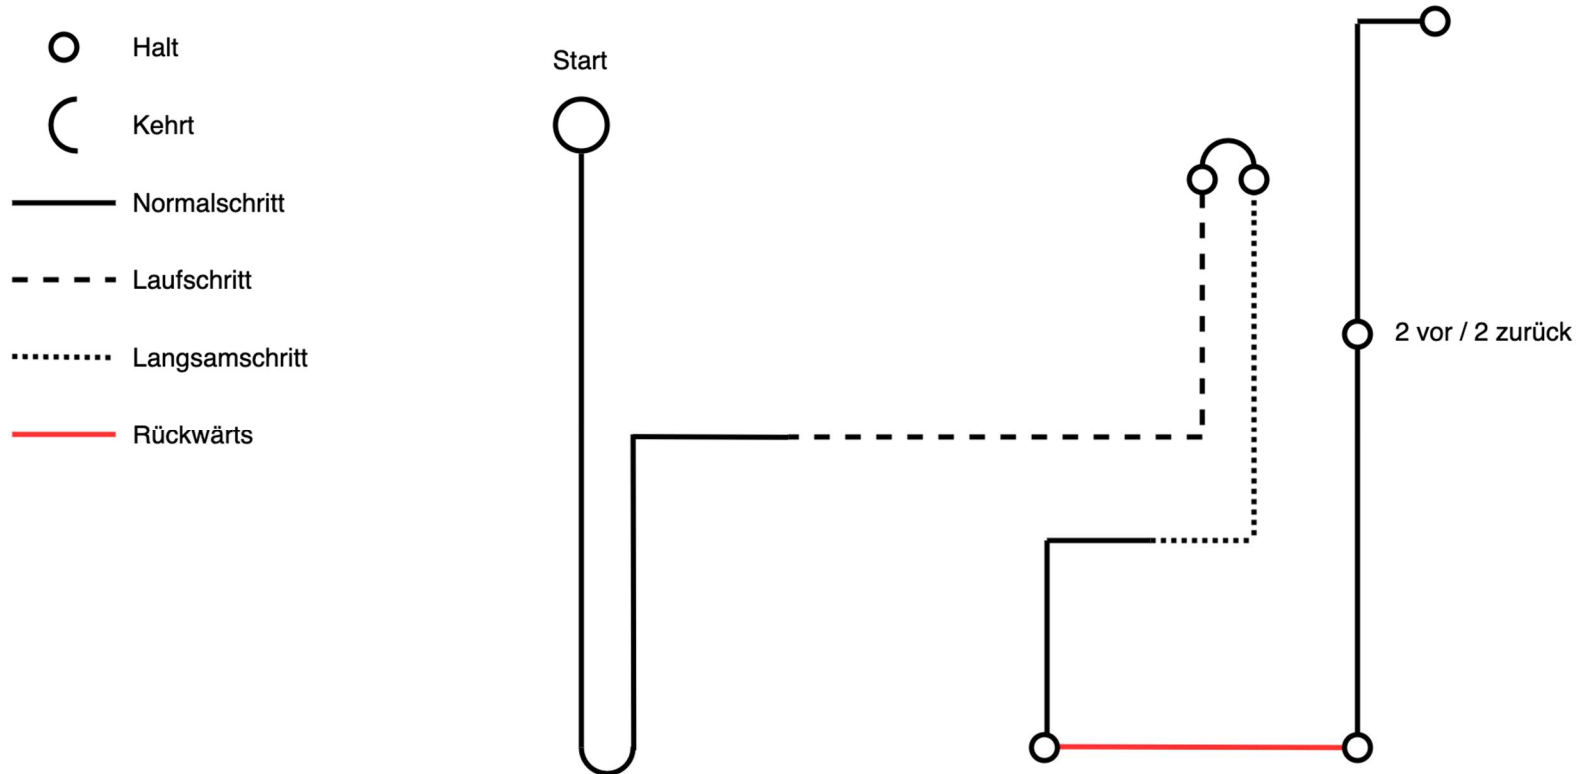 Halt
Kehrt
Normalschritt
Laufschritt
Langsamschritt
Rückwärts
Start
2 vor / 2 zurück